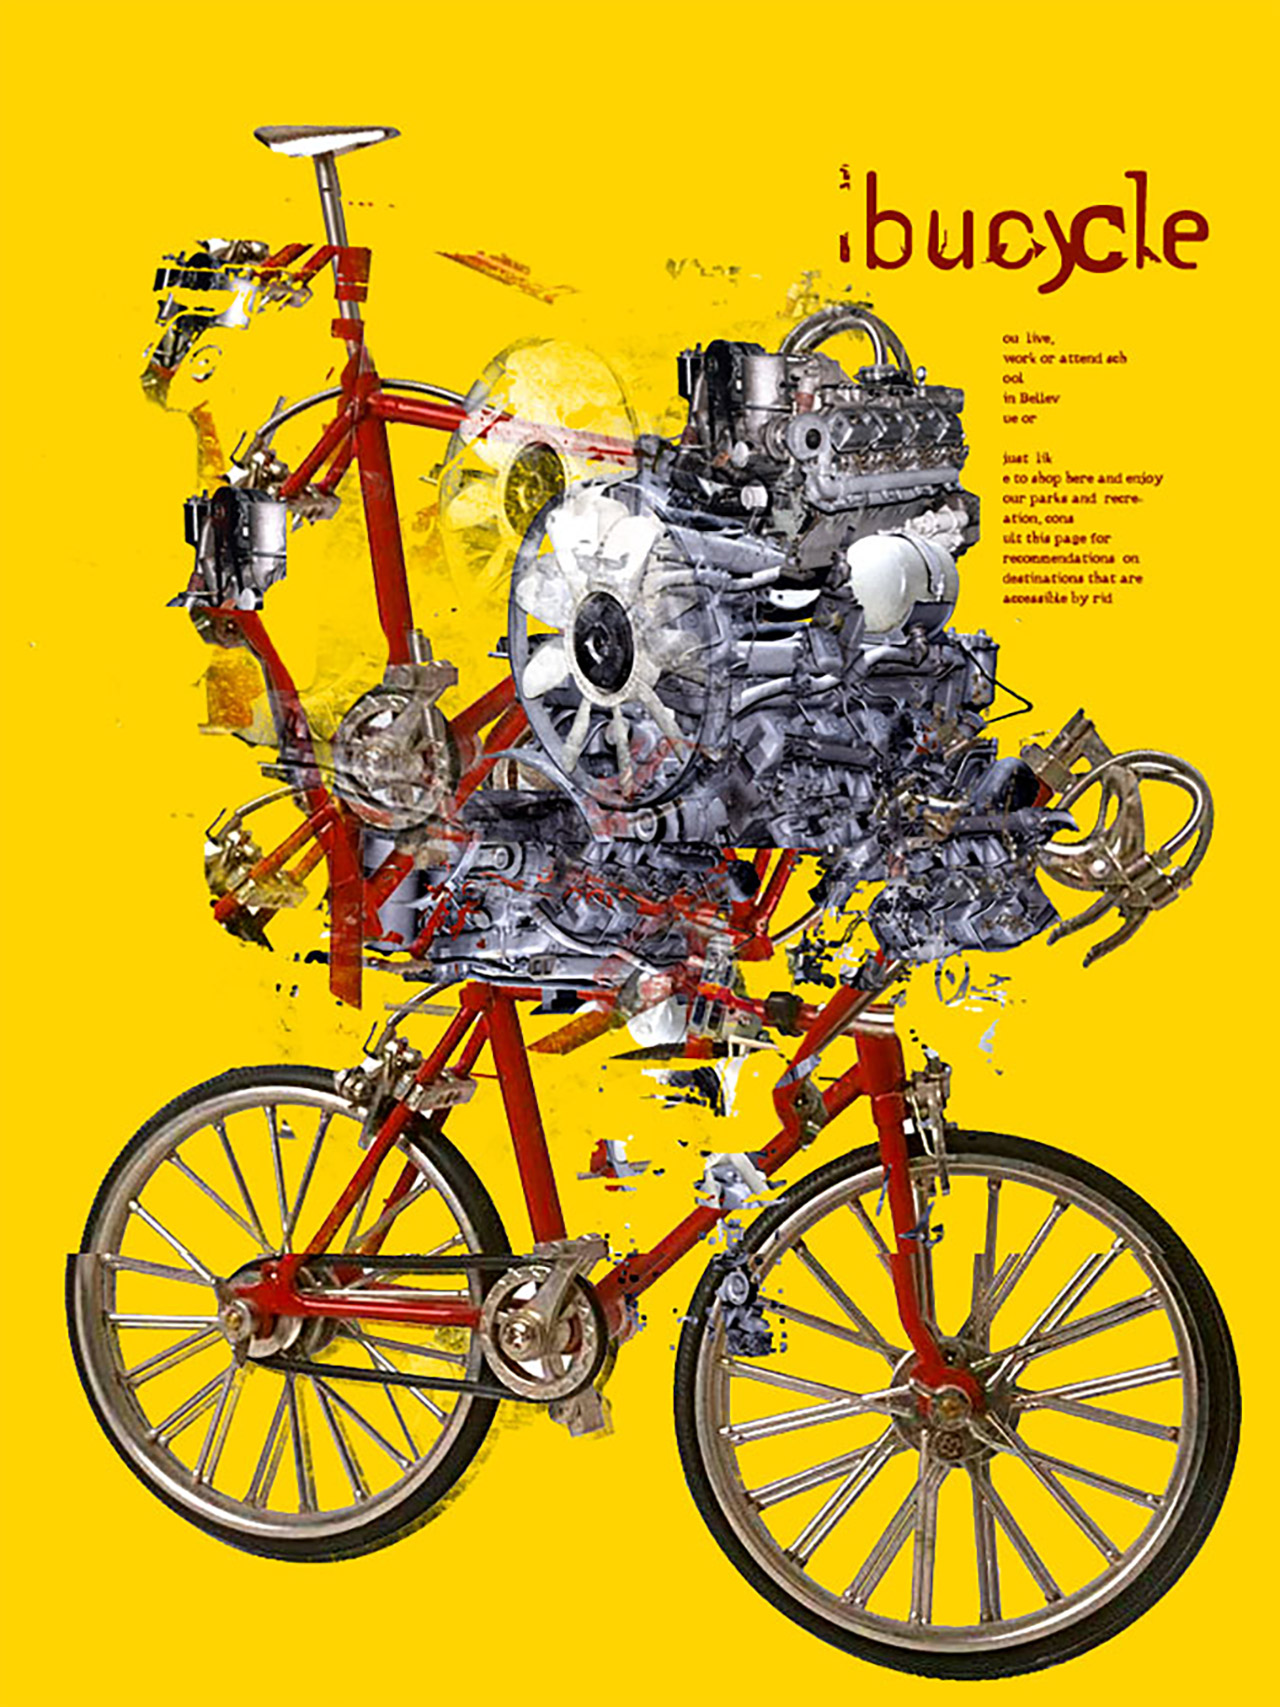 bucycle
ou live,
work or attend sch
ool
in Bellev
ue or
just lik
e to shop here and enjoy
our parks and recre-
ation, cons
ult this page for
recommendations on
destinations that are
accessible by rid